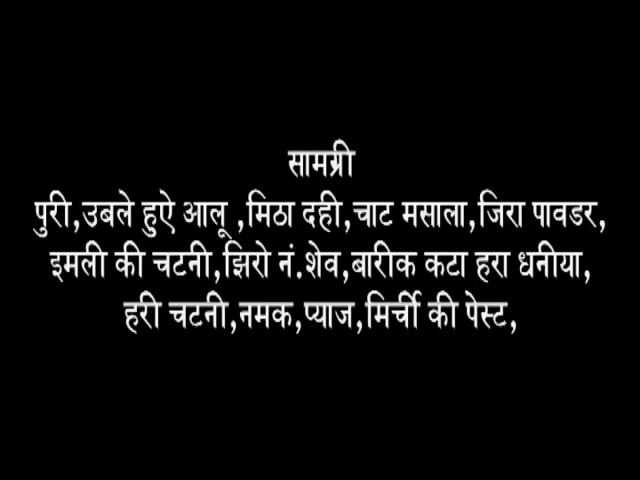 सामग्री
पुरी,उबले हुऐ आलू ,मिठा दही,चाट मसाला,जिरा पावडर,
इमली की चटनी,झिरो नं.शेव,बारीक कटा हरा धनीया,
हरी चटनी,नमक,प्याज,मिर्ची की पेस्ट,